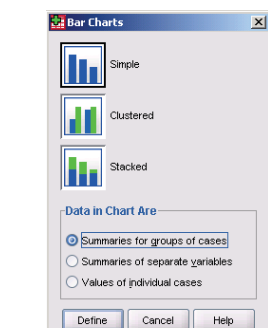 Bar Charts
Simple
Clustered
Stacked
Data in Chart Are
Summaries for groups of cases
Summaries of separate variables
Values of individual cases
Define Cancel Help